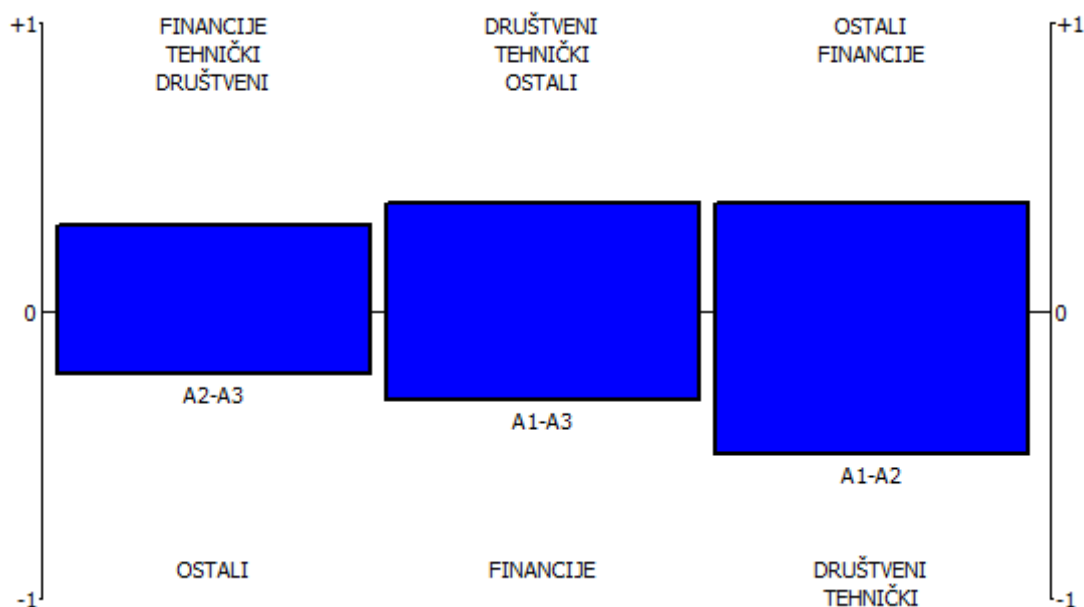 +1
FINANCIJE
TEHNIČKI
DRUŠTVENI
DRUŠTVENI
TEHNIČKI
OSTALI
OSTALI
FINANCIJE
+1
0
0
A2-A3
A1-A3
A1-A2
OSTALI
FINANCIJE
DRUŠTVENI
TEHNIČKI
-1
-1